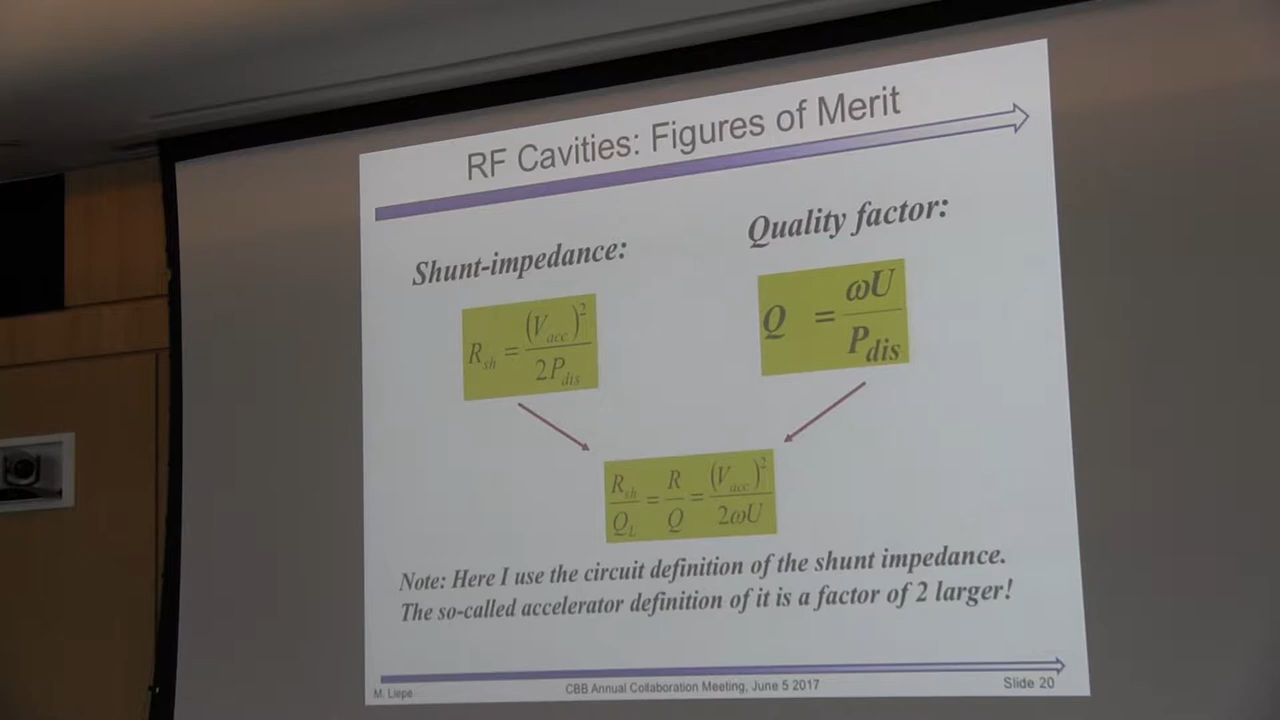 RF Cavities: Figures of Merit
Shunt-impedance:
Quality factor:
R_sh = (V_acc)^2 / 2P_dis
Q = ωU / P_dis
R_sh / Q_L = R / Q = (V_acc)^2 / 2ωU
Note: Here I use the circuit definition of the shunt impedance.
The so-called accelerator definition of it is a factor of 2 larger!
M. Liepe
CBB Annual Collaboration Meeting, June 5 2017
Slide 20